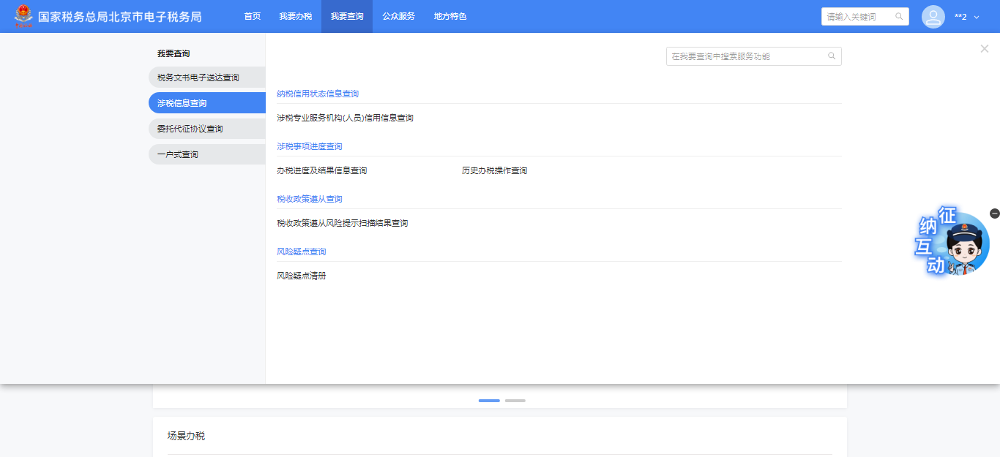 国家税务总局北京市电子税务局
首页 我要办税 我要查询 公众服务 地方特色
请输入关键词
**2
我要查询
税务文书电子送达查询
涉税信息查询
委托代征协议查询
一户式查询
在我要查询中搜索服务功能
纳税信用状态信息查询
涉税专业服务机构(人员)信用信息查询
涉税事项进度查询
办税进度及结果信息查询 历史办税操作查询
税收政策遵从查询
税收政策遵从风险提示扫描结果查询
风险疑点查询
风险疑点清册
征纳互动
场景办税